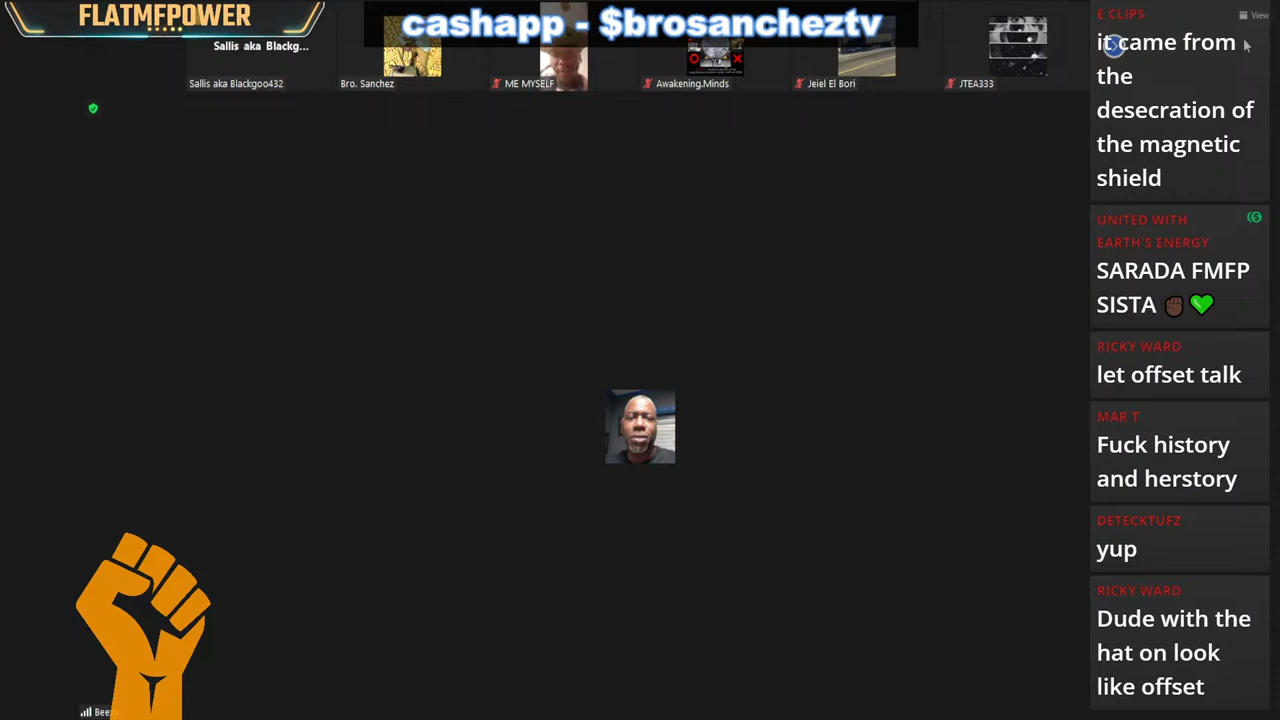 FLATMFPOWER
cashapp - $brosancheztv
View
Sallis aka Blackg...
Sallis aka Blackgoo432
Bro. Sanchez
ME MYSELF
Awakening.Minds
Jeiel El Bori
JTEA333
E CLIPS
it came from
the
desecration of
the magnetic
shield
UNITED WITH
EARTH'S ENERGY
SARADA FMFP
SISTA ✊🏿💚
RICKY WARD
let offset talk
MAR T
Fuck history
and herstory
DETECKTUFZ
yup
RICKY WARD
Dude with the
hat on look
like offset